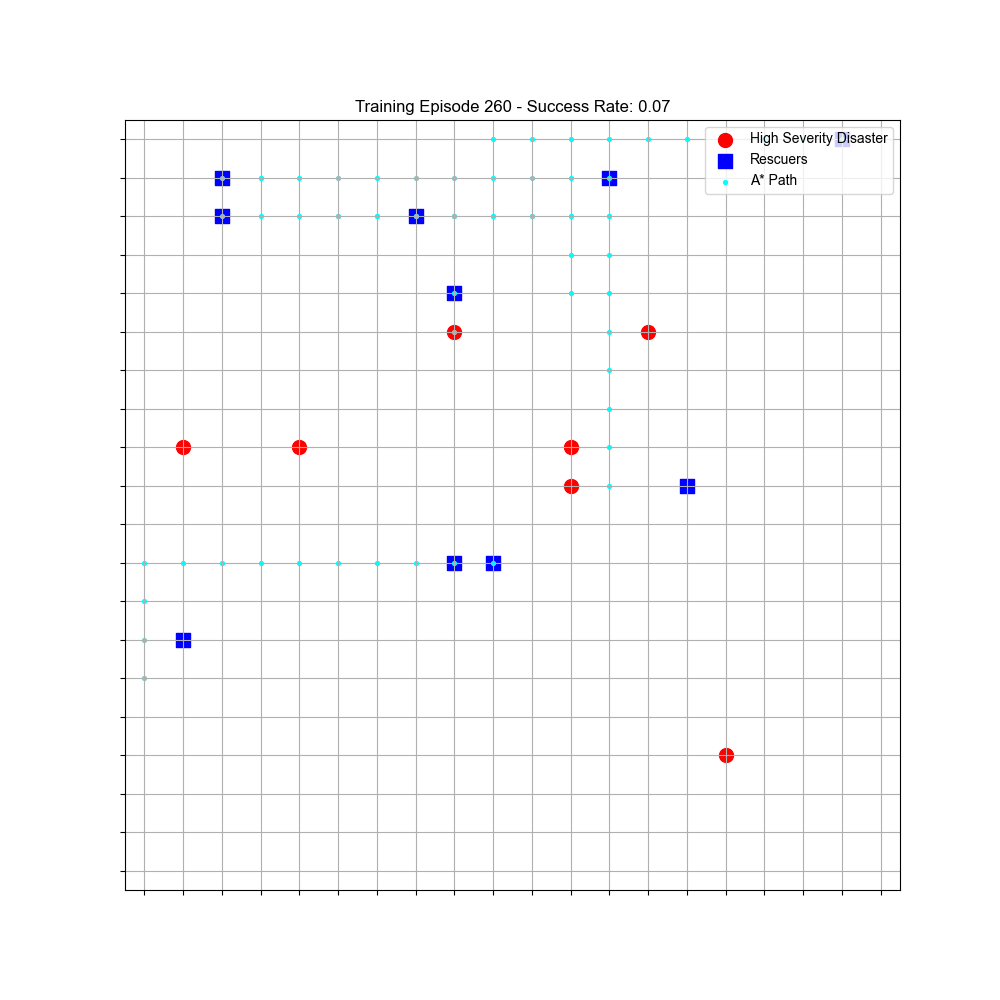 Training Episode 260 - Success Rate: 0.07
High Severity Disaster
Rescuers
A* Path